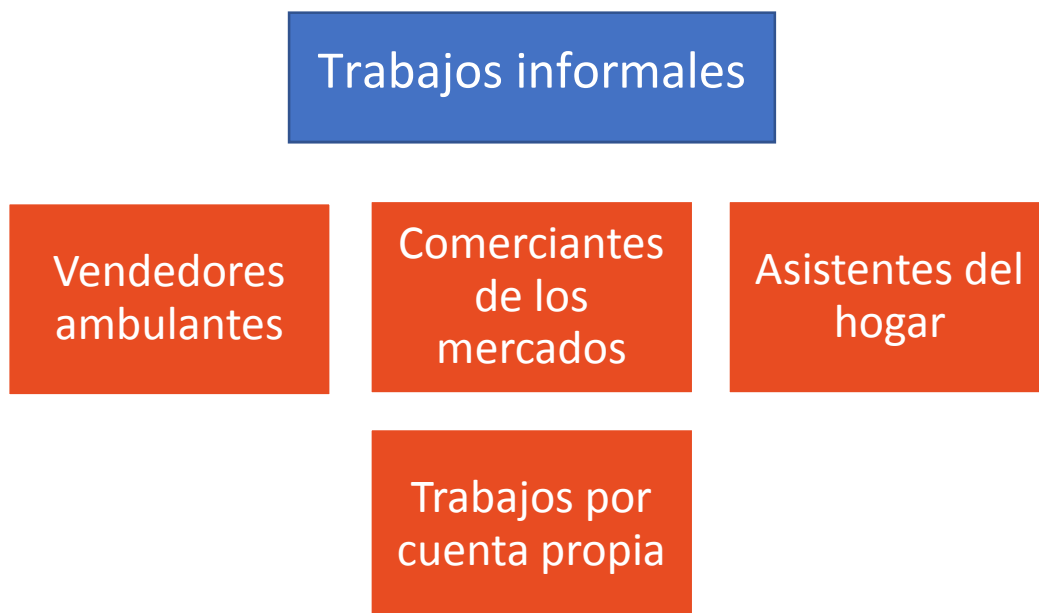 Trabajos informales
Vendedores
ambulantes
Comerciantes
de los
mercados
Asistentes del
hogar
Trabajos por
cuenta propia